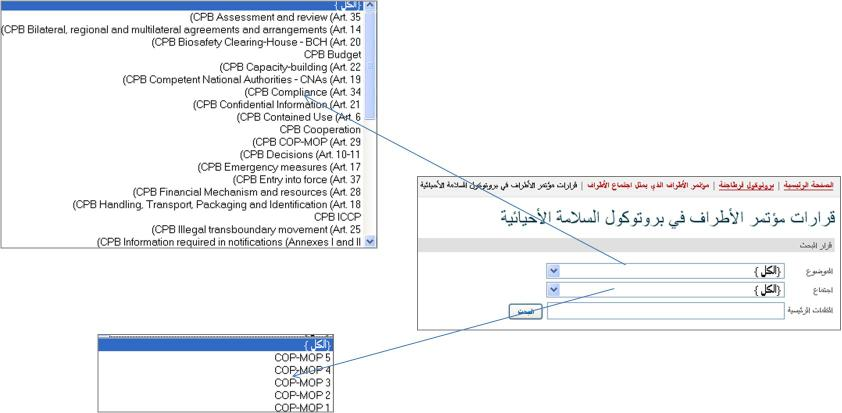 {الكل}
(CPB Assessment and review (Art. 35
(CPB Bilateral, regional and multilateral agreements and arrangements (Art. 14
(CPB Biosafety Clearing-House - BCH (Art. 20
CPB Budget
(CPB Capacity-building (Art. 22
(CPB Competent National Authorities - CNAs (Art. 19
(CPB Compliance (Art. 34
(CPB Confidential Information (Art. 21
(CPB Contained Use (Art. 6
CPB Cooperation
(CPB COP-MOP (Art. 29
(CPB Decisions (Art. 10-11
(CPB Emergency measures (Art. 17
(CPB Entry into force (Art. 37
(CPB Financial Mechanism and resources (Art. 28
(CPB Handling, Transport, Packaging and Identification (Art. 18
CPB ICCP
(CPB Illegal transboundary movement (Art. 25
(CPB Information required in notifications (Annexes I and II
الصفحة الرئيسية | بروتوكول قرطاجنة | مؤتمر الأطراف الذي يمثل اجتماع الأطراف | قرارات مؤتمر الأطراف في بروتوكول السلامة الأحيائية
قرارات مؤتمر الأطراف في بروتوكول السلامة الأحيائية
قرار البحث
الموضوع {الكل}
اجتماع {الكل}
الكلمات الرئيسية البحث
{الكل}
COP-MOP 5
COP-MOP 4
COP-MOP 3
COP-MOP 2
COP-MOP 1